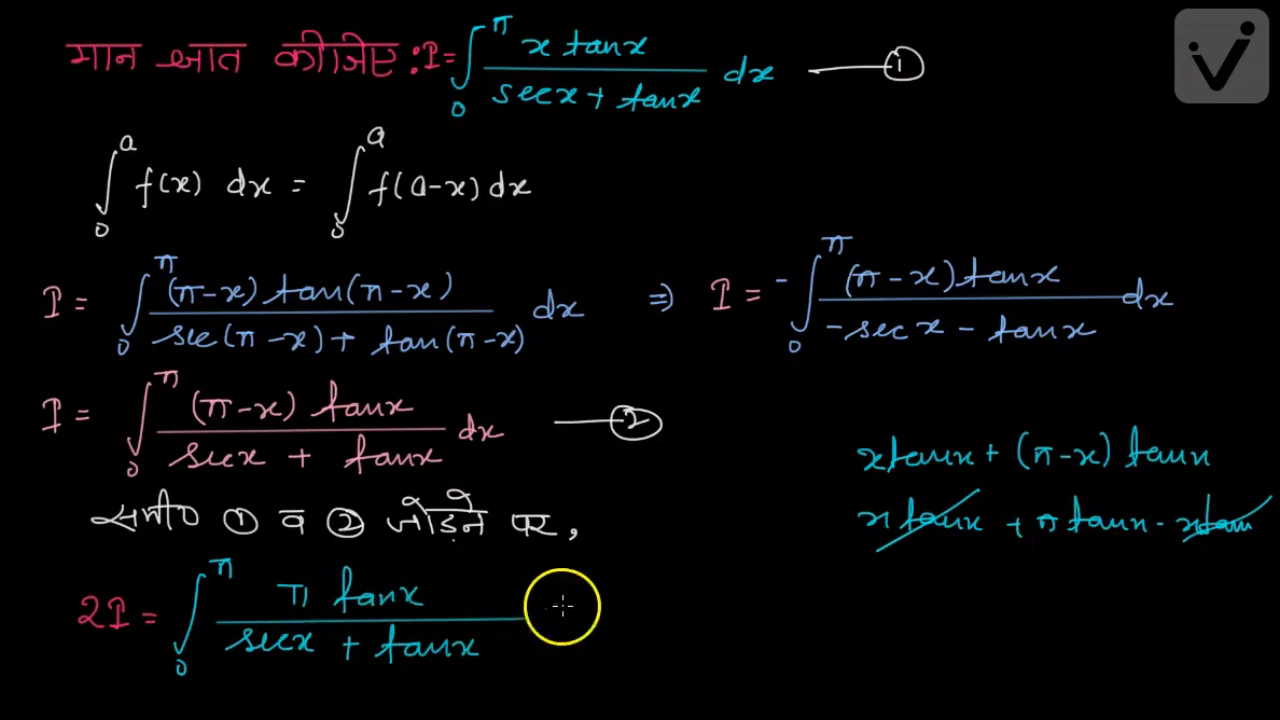 मान ज्ञात कीजिए : I = ∫₀^π (x tanx)/(secx + tanx) dx —— ①
∫₀^a f(x) dx = ∫₀^a f(a-x) dx
I = ∫₀^π ((π-x) tan(π-x))/(sec(π-x) + tan(π-x)) dx ⇒ I = -∫₀^π ((π-x) tanx)/(-secx - tanx) dx
I = ∫₀^π ((π-x) tanx)/(secx + tanx) dx —— ②
xtanx + (π-x) tanx
x tanx + π tanx - xtan
समी० ① व ② जोड़ने पर,
2I = ∫₀^π (π tanx)/(secx + tanx)